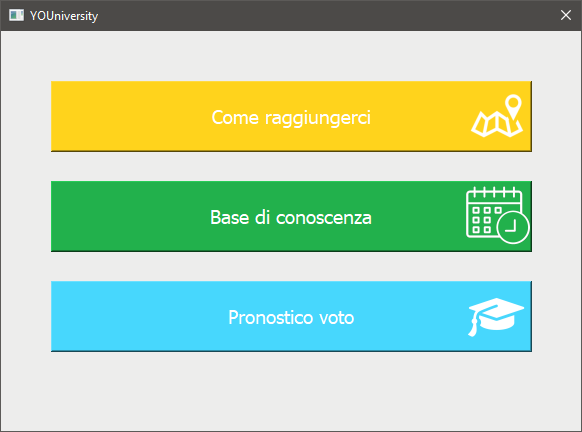 YOUniversity
Come raggiungerci
Base di conoscenza
Pronostico voto